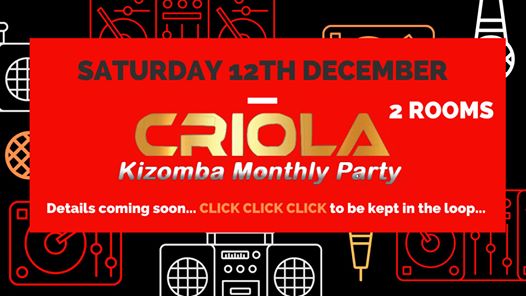 SATURDAY 12TH DECEMBER
2 ROOMS
CRIOLA
Kizomba Monthly Party
Details coming soon... CLICK CLICK CLICK to be kept in the loop...